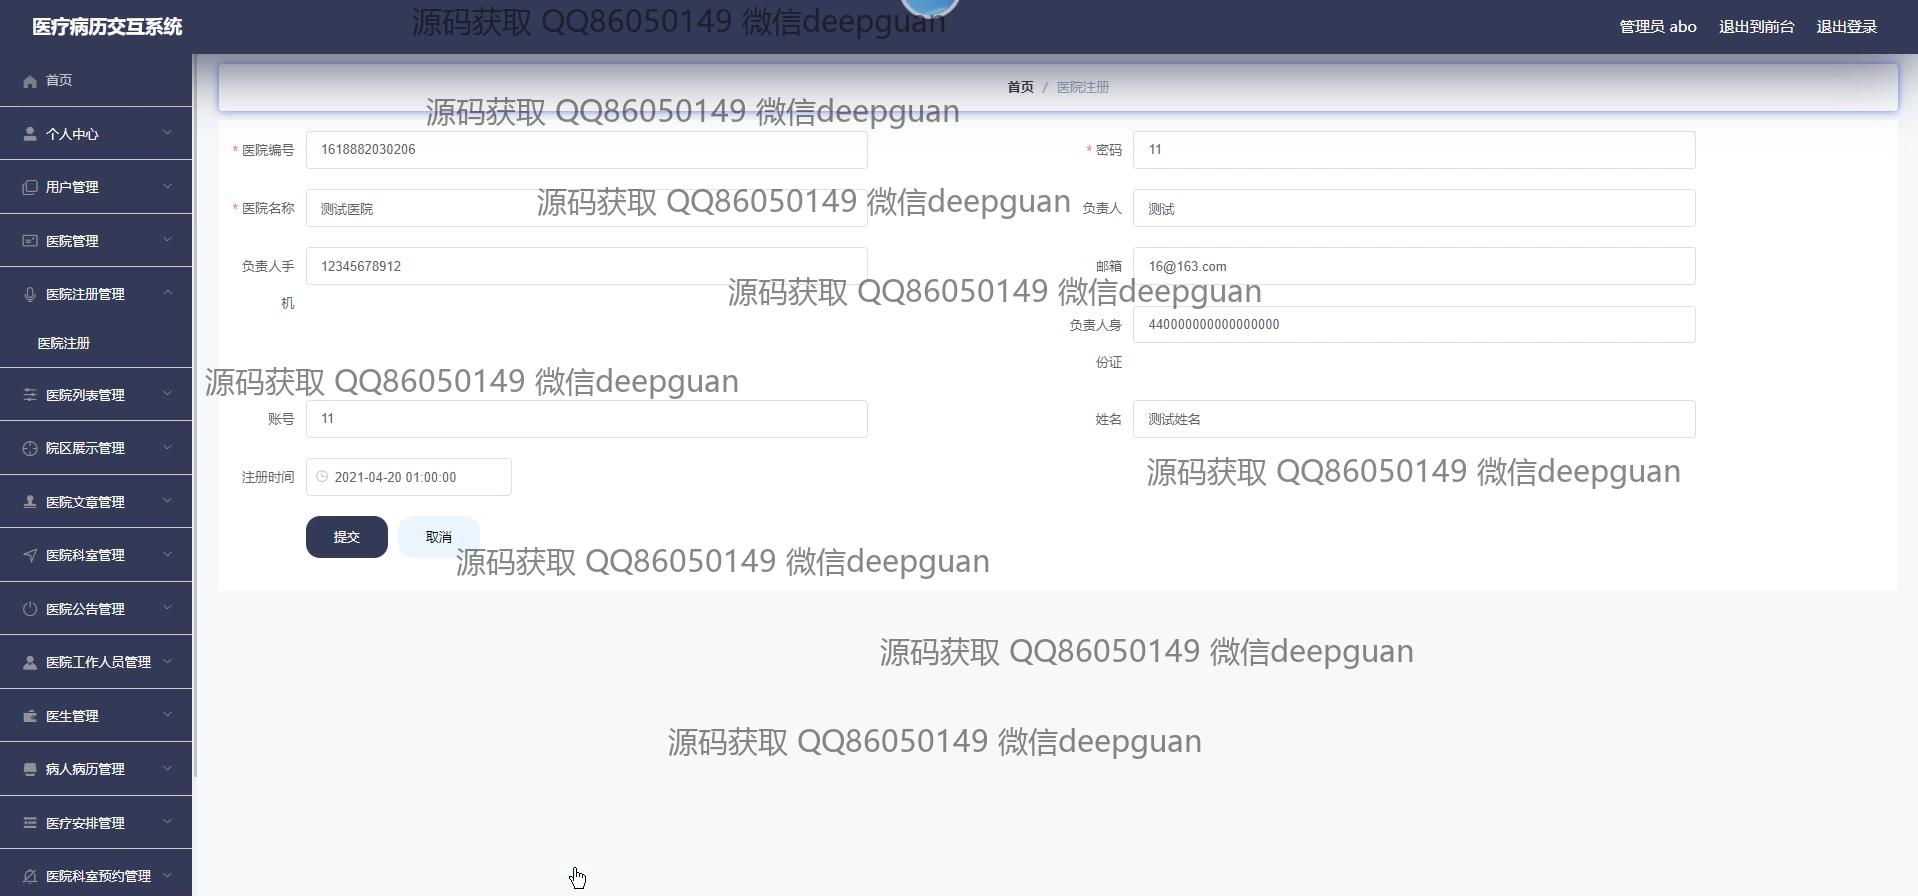 医疗病历交互系统
源码获取 QQ86050149 微信deepguan
管理员 abo
退出到前台
退出登录
首页
个人中心
用户管理
医院管理
医院注册管理
医院注册
医院列表管理
院区展示管理
医院文章管理
医院科室管理
医院公告管理
医院工作人员管理
医生管理
病人病历管理
医疗安排管理
医院科室预约管理
首页 / 医院注册
源码获取 QQ86050149 微信deepguan
* 医院编号 1618882030206
* 密码 11
* 医院名称 测试医院
源码获取 QQ86050149 微信deepguan
负责人 测试
负责人手
机
12345678912
邮箱 16@163.com
源码获取 QQ86050149 微信deepguan
负责人身
份证
440000000000000000
源码获取 QQ86050149 微信deepguan
账号 11
姓名 测试姓名
注册时间 2021-04-20 01:00:00
源码获取 QQ86050149 微信deepguan
提交 取消
源码获取 QQ86050149 微信deepguan
源码获取 QQ86050149 微信deepguan
源码获取 QQ86050149 微信deepguan